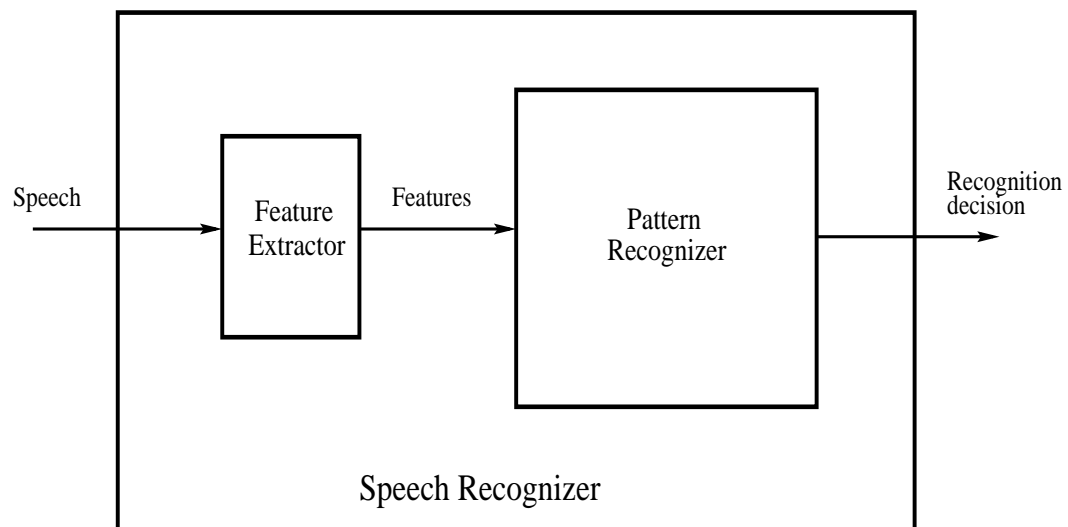 Speech
Feature
Extractor
Features
Pattern
Recognizer
Recognition
decision
Speech Recognizer